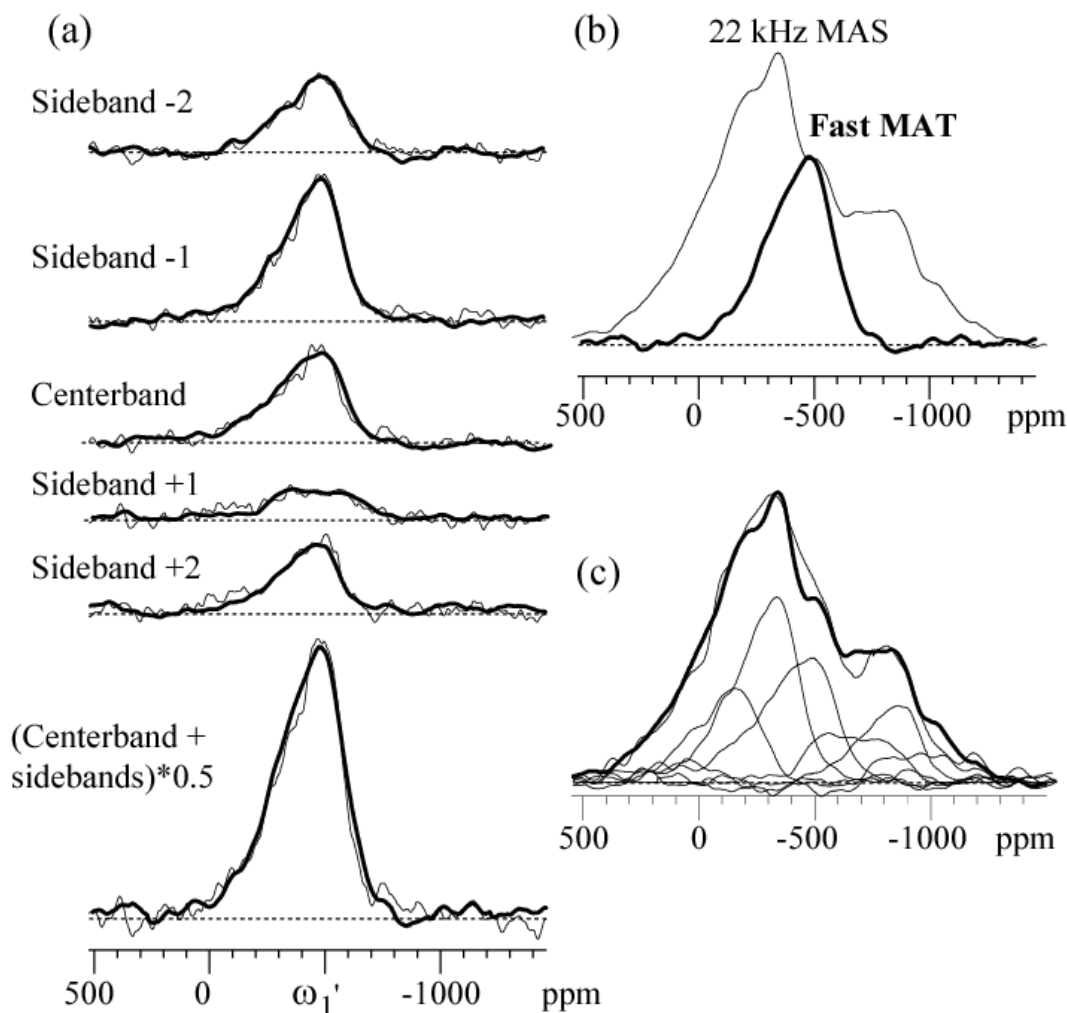 (a)
Sideband -2
Sideband -1
Centerband
Sideband +1
Sideband +2
(Centerband +
sidebands)*0.5
500 0 ω1' -1000 ppm
(b)
22 kHz MAS
Fast MAT
500 0 -500 -1000 ppm
(c)
500 0 -500 -1000 ppm